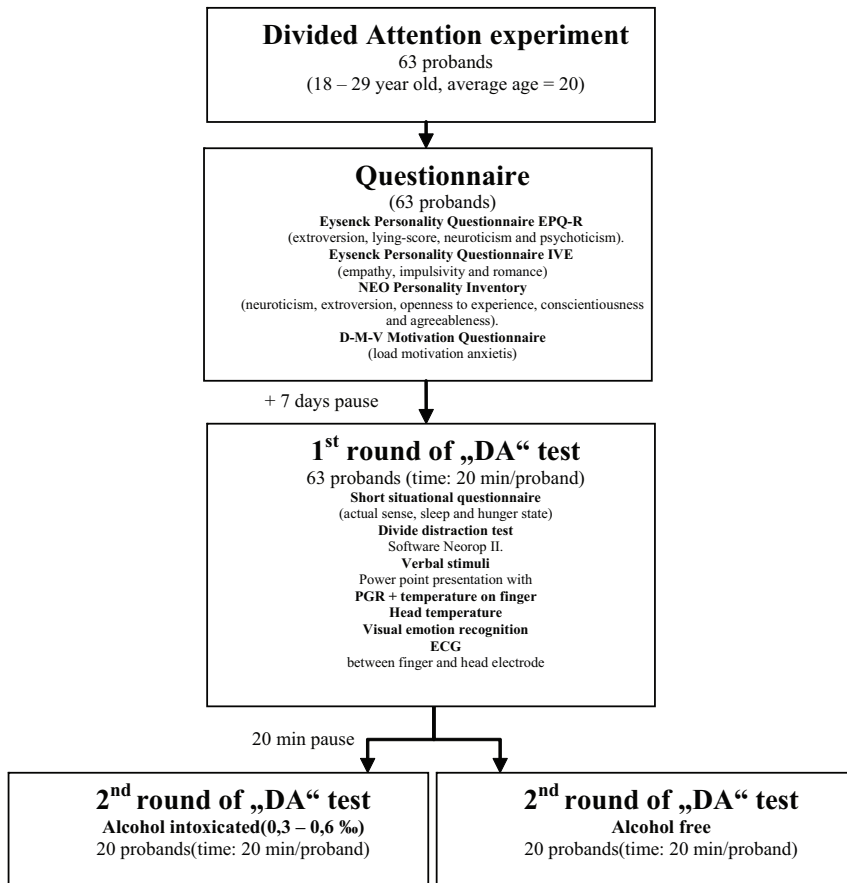 Divided Attention experiment
63 probands
(18 – 29 year old, average age = 20)
Questionnaire
(63 probands)
Eysenck Personality Questionnaire EPQ-R
(extroversion, lying-score, neuroticism and psychoticism).
Eysenck Personality Questionnaire IVE
(empathy, impulsivity and romance)
NEO Personality Inventory
(neuroticism, extroversion, openness to experience, conscientiousness
and agreeableness).
D-M-V Motivation Questionnaire
(load motivation anxietis)
+ 7 days pause
1st round of „DA“ test
63 probands (time: 20 min/proband)
Short situational questionnaire
(actual sense, sleep and hunger state)
Divide distraction test
Software Neorop II.
Verbal stimuli
Power point presentation with
PGR + temperature on finger
Head temperature
Visual emotion recognition
ECG
between finger and head electrode
20 min pause
2nd round of „DA“ test
Alcohol intoxicated(0,3 – 0,6 ‰)
20 probands(time: 20 min/proband)
2nd round of „DA“ test
Alcohol free
20 probands(time: 20 min/proband)